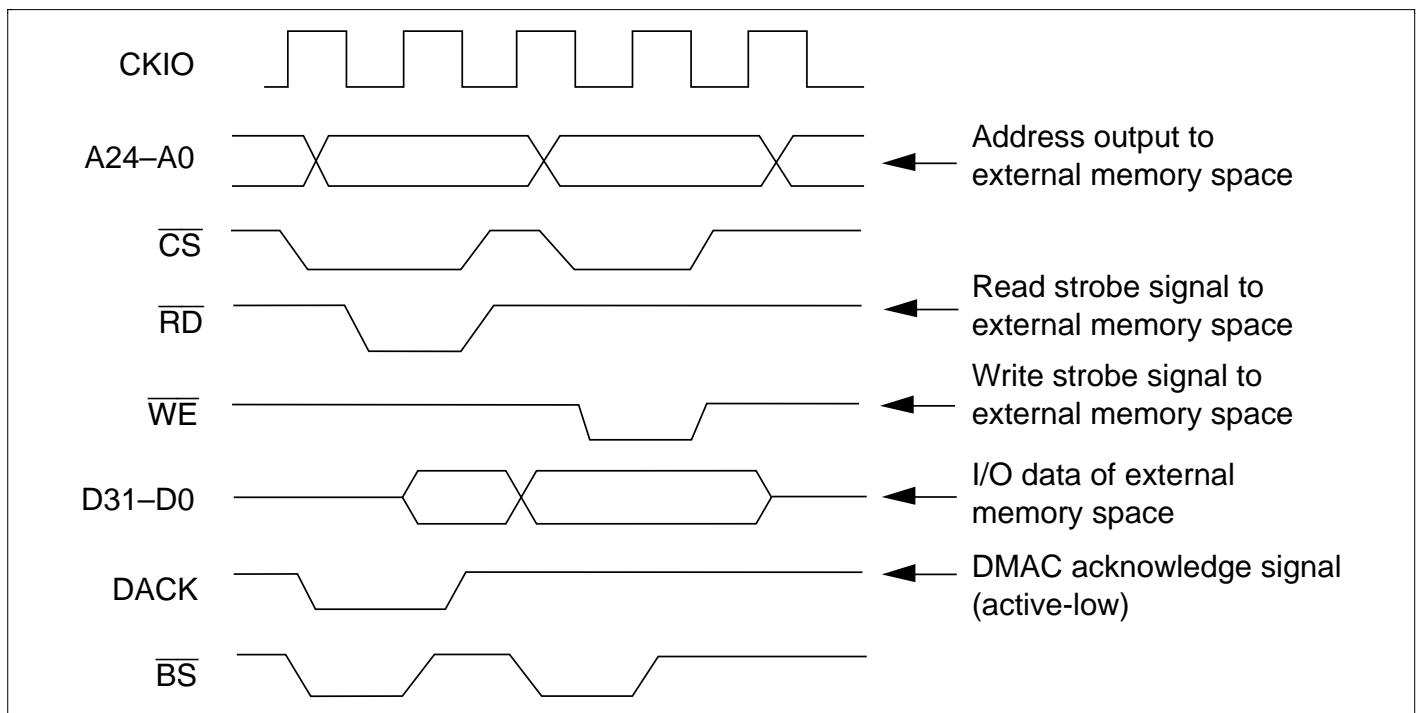 CKIO
A24–A0
Address output to
external memory space
CS
RD
Read strobe signal to
external memory space
WE
Write strobe signal to
external memory space
D31–D0
I/O data of external
memory space
DACK
DMAC acknowledge signal
(active-low)
BS